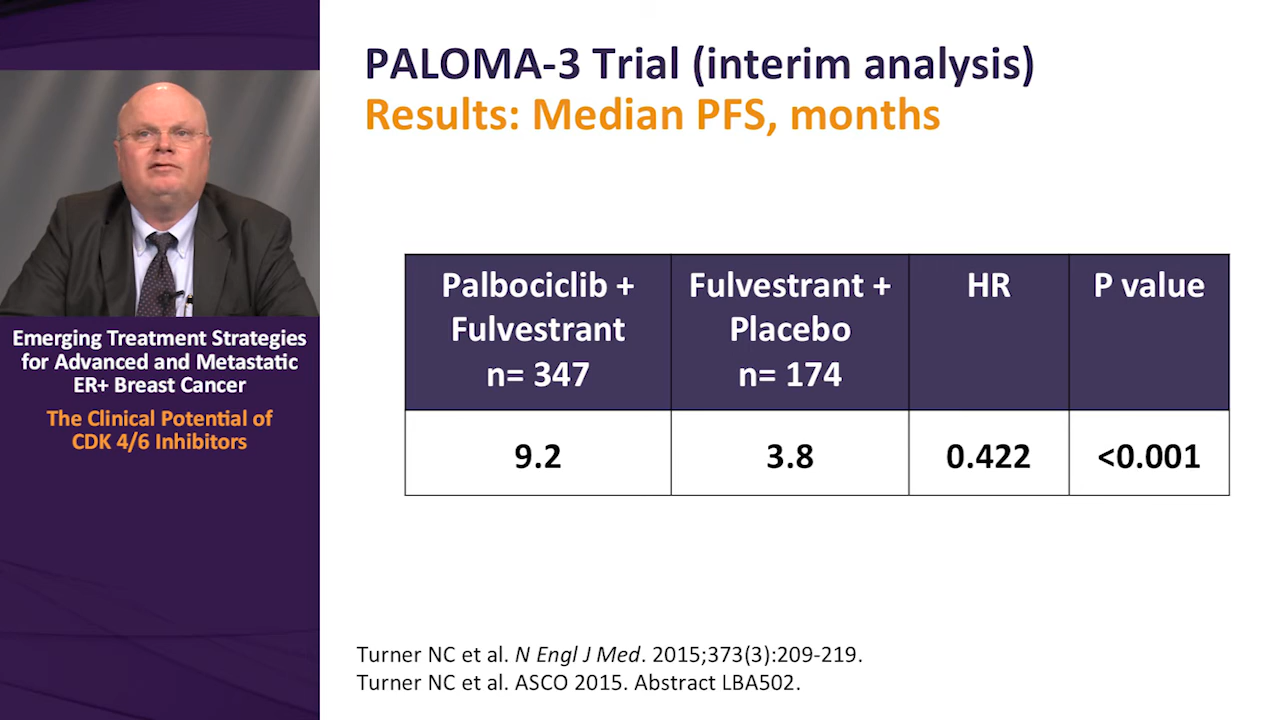 PALOMA-3 Trial (interim analysis)
Results: Median PFS, months
Palbociclib +
Fulvestrant
n= 347
Fulvestrant +
Placebo
n= 174
HR
P value
9.2
3.8
0.422
<0.001
Turner NC et al. N Engl J Med. 2015;373(3):209-219.
Turner NC et al. ASCO 2015. Abstract LBA502.
Emerging Treatment Strategies
for Advanced and Metastatic
ER+ Breast Cancer
The Clinical Potential of
CDK 4/6 Inhibitors